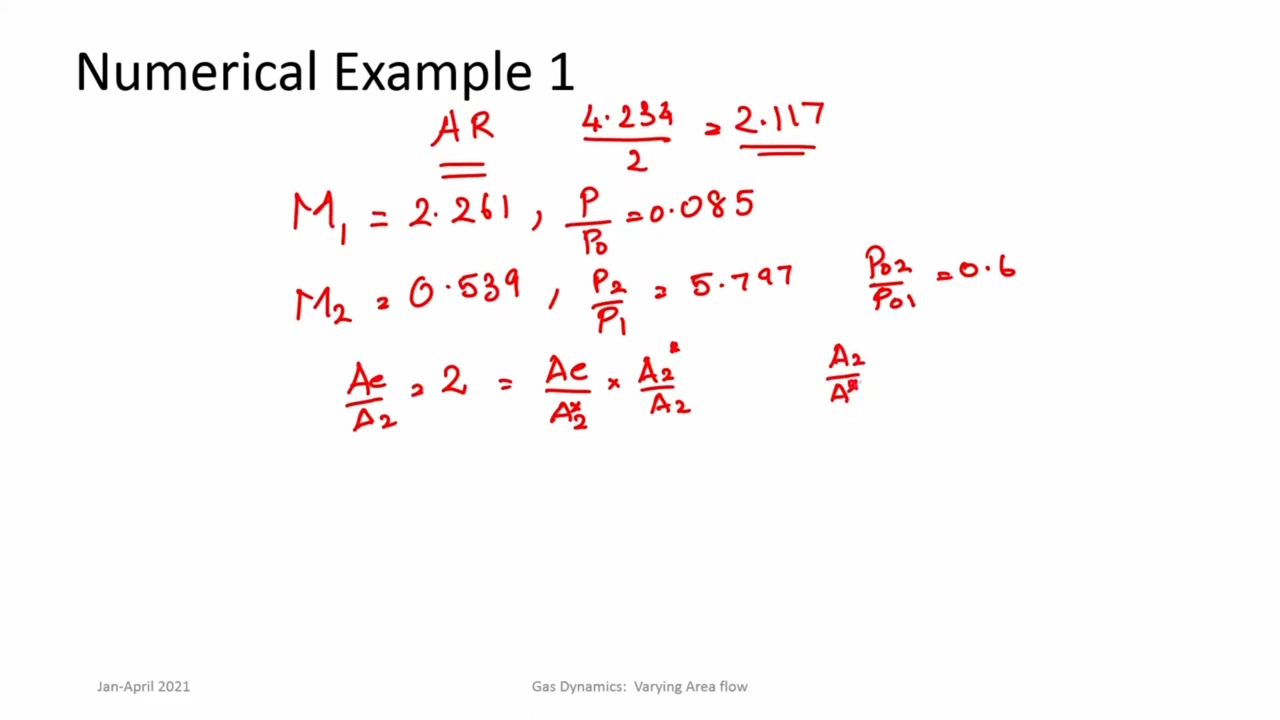 Numerical Example 1
AR 4.234/2 = 2.117
M1 = 2.261, P/P0 = 0.085
M2 = 0.539, P2/P1 = 5.797 P02/P01 = 0.6
Ae/A2 = 2 = Ae/A2* × A2*/A2 A2/A*
Jan-April 2021 Gas Dynamics: Varying Area flow